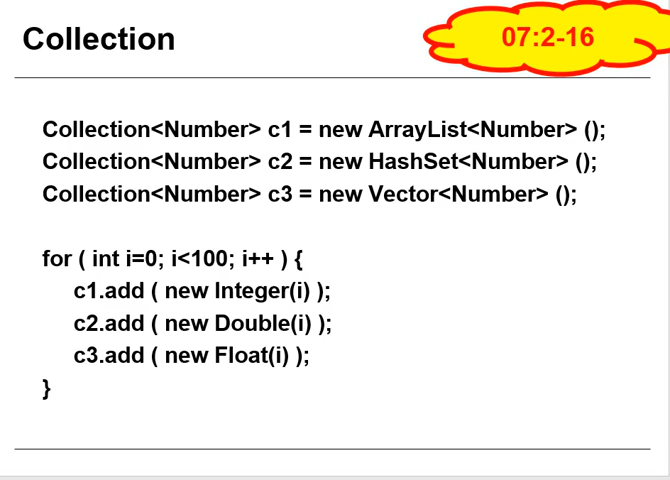 Collection
07:2-16
Collection<Number> c1 = new ArrayList<Number> ();
Collection<Number> c2 = new HashSet<Number> ();
Collection<Number> c3 = new Vector<Number> ();
for ( int i=0; i<100; i++ ) {
c1.add ( new Integer(i) );
c2.add ( new Double(i) );
c3.add ( new Float(i) );
}